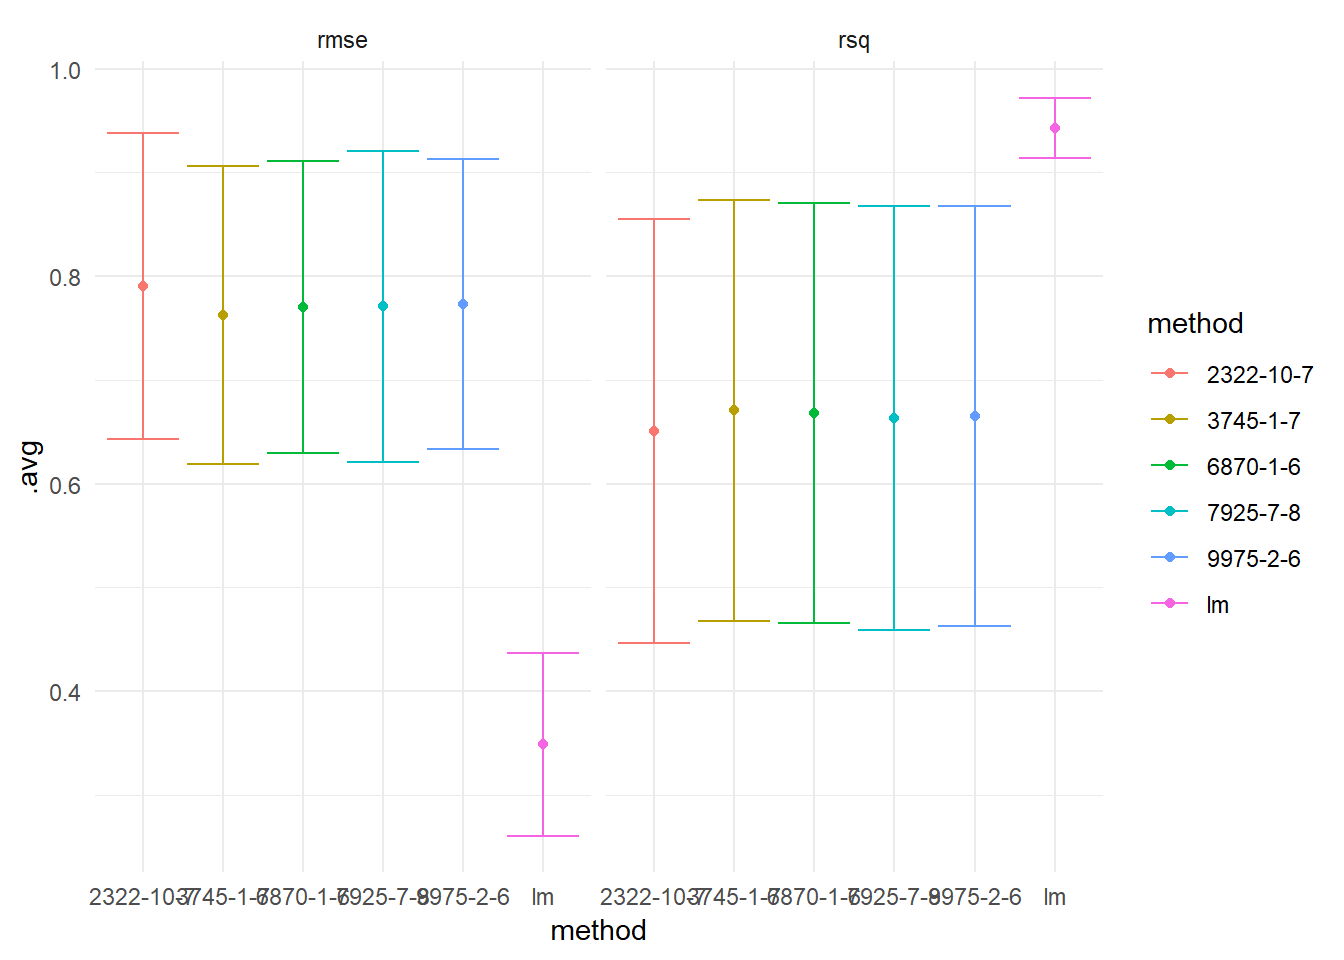 rmse
rsq
1.0
0.8
0.6
0.4
.avg
2322-10-7 3745-1-7 6870-1-6 7925-7-8 9975-2-6 lm
2322-10-7 3745-1-7 6870-1-6 7925-7-8 9975-2-6 lm
method
method
2322-10-7
3745-1-7
6870-1-6
7925-7-8
9975-2-6
lm